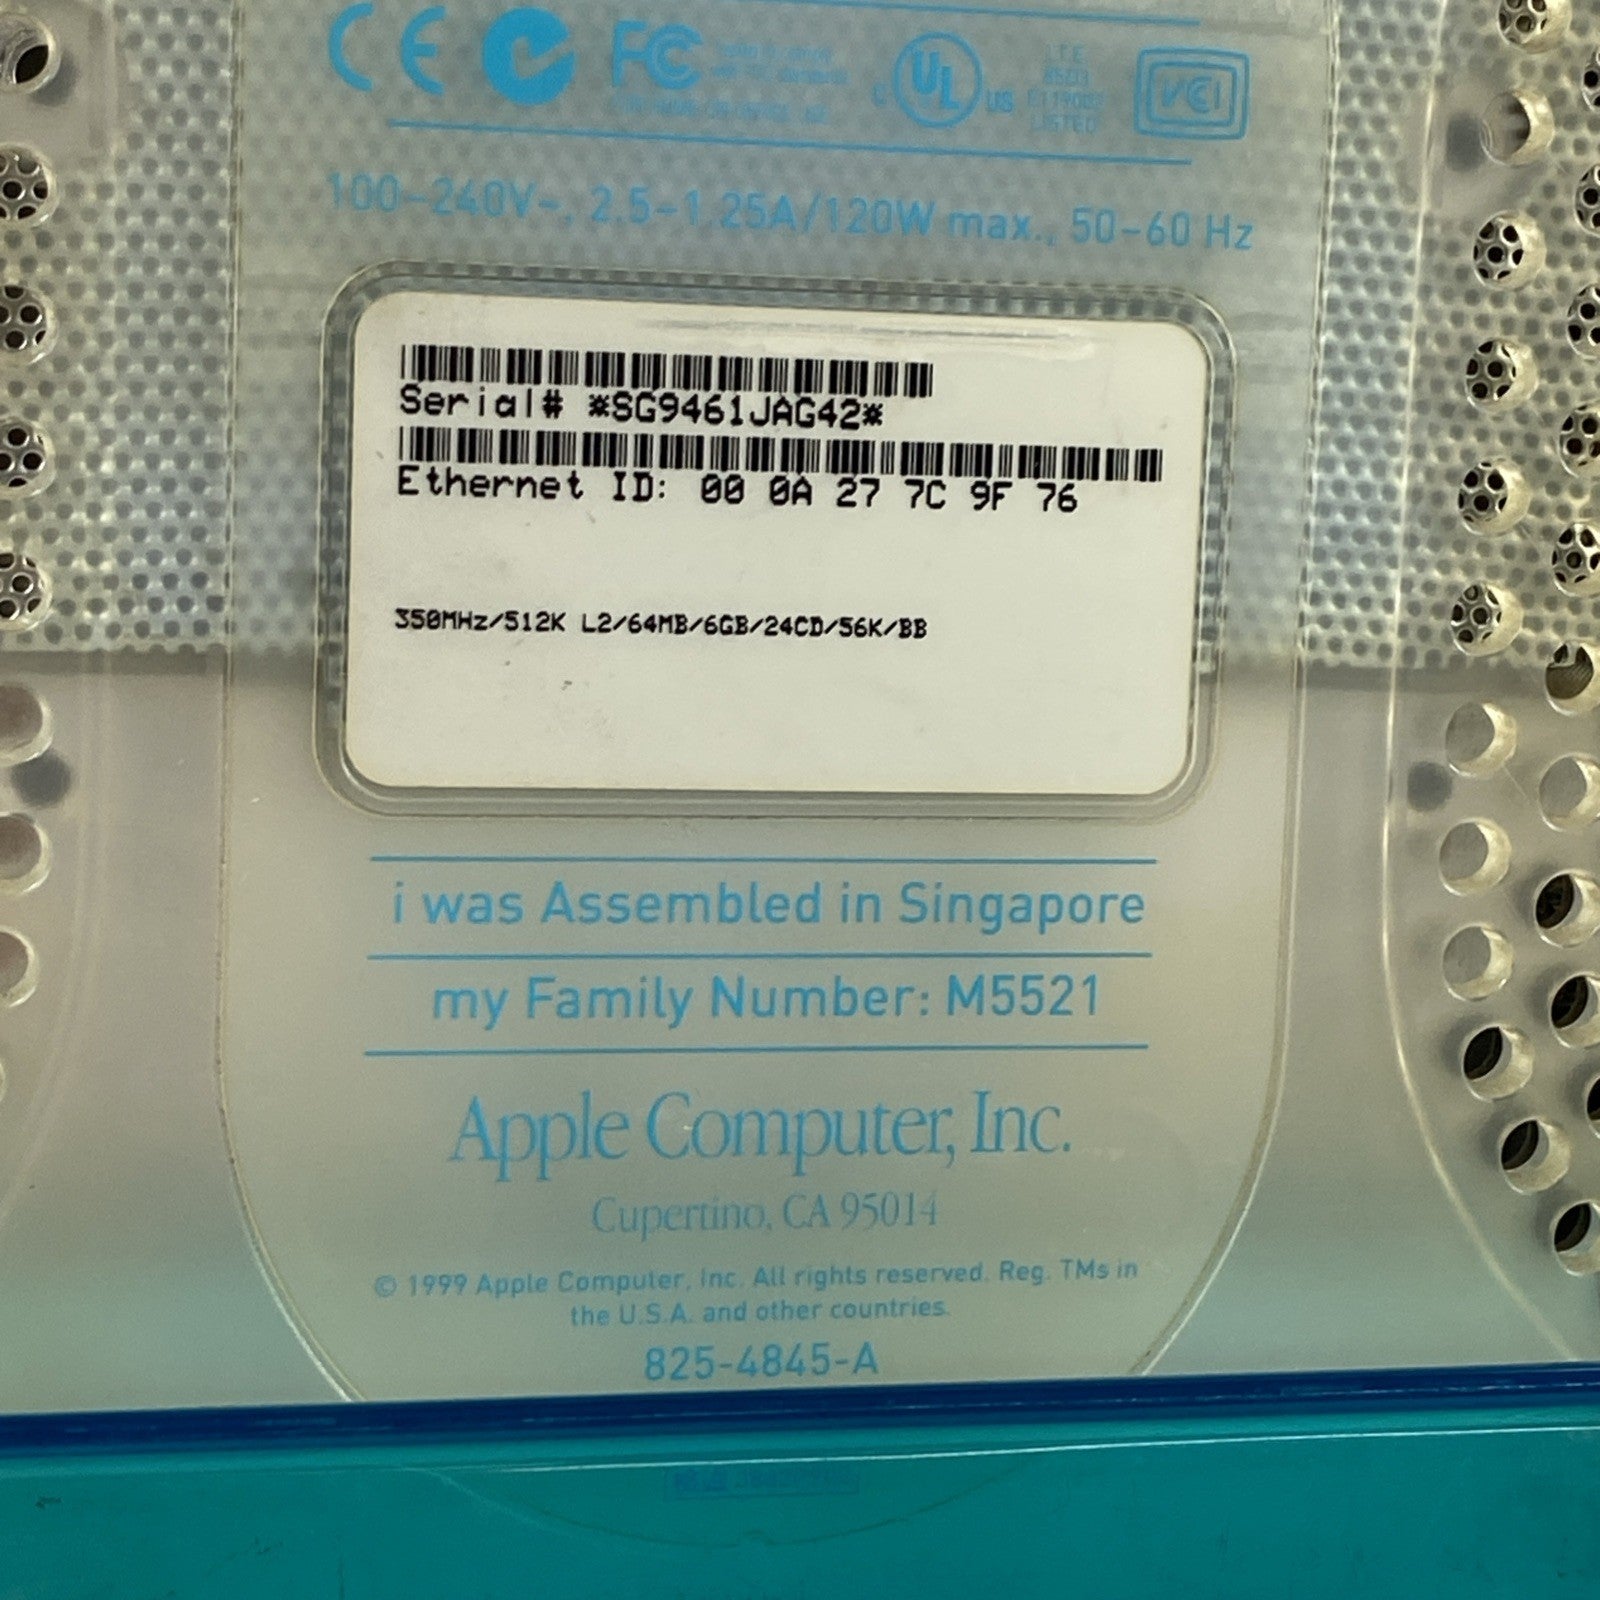 CE FC
c UL US
LISTED
VCCI
100-240V~, 2.5-1.25A/120W max., 50-60 Hz
Serial# *SG9461JAG42*
Ethernet ID: 00 0A 27 7C 9F 76
350MHz/512K L2/64MB/6GB/24CD/56K/BB
i was Assembled in Singapore
my Family Number: M5521
Apple Computer, Inc.
Cupertino, CA 95014
© 1999 Apple Computer, Inc. All rights reserved. Reg. TMs in
the U.S.A. and other countries.
825-4845-A